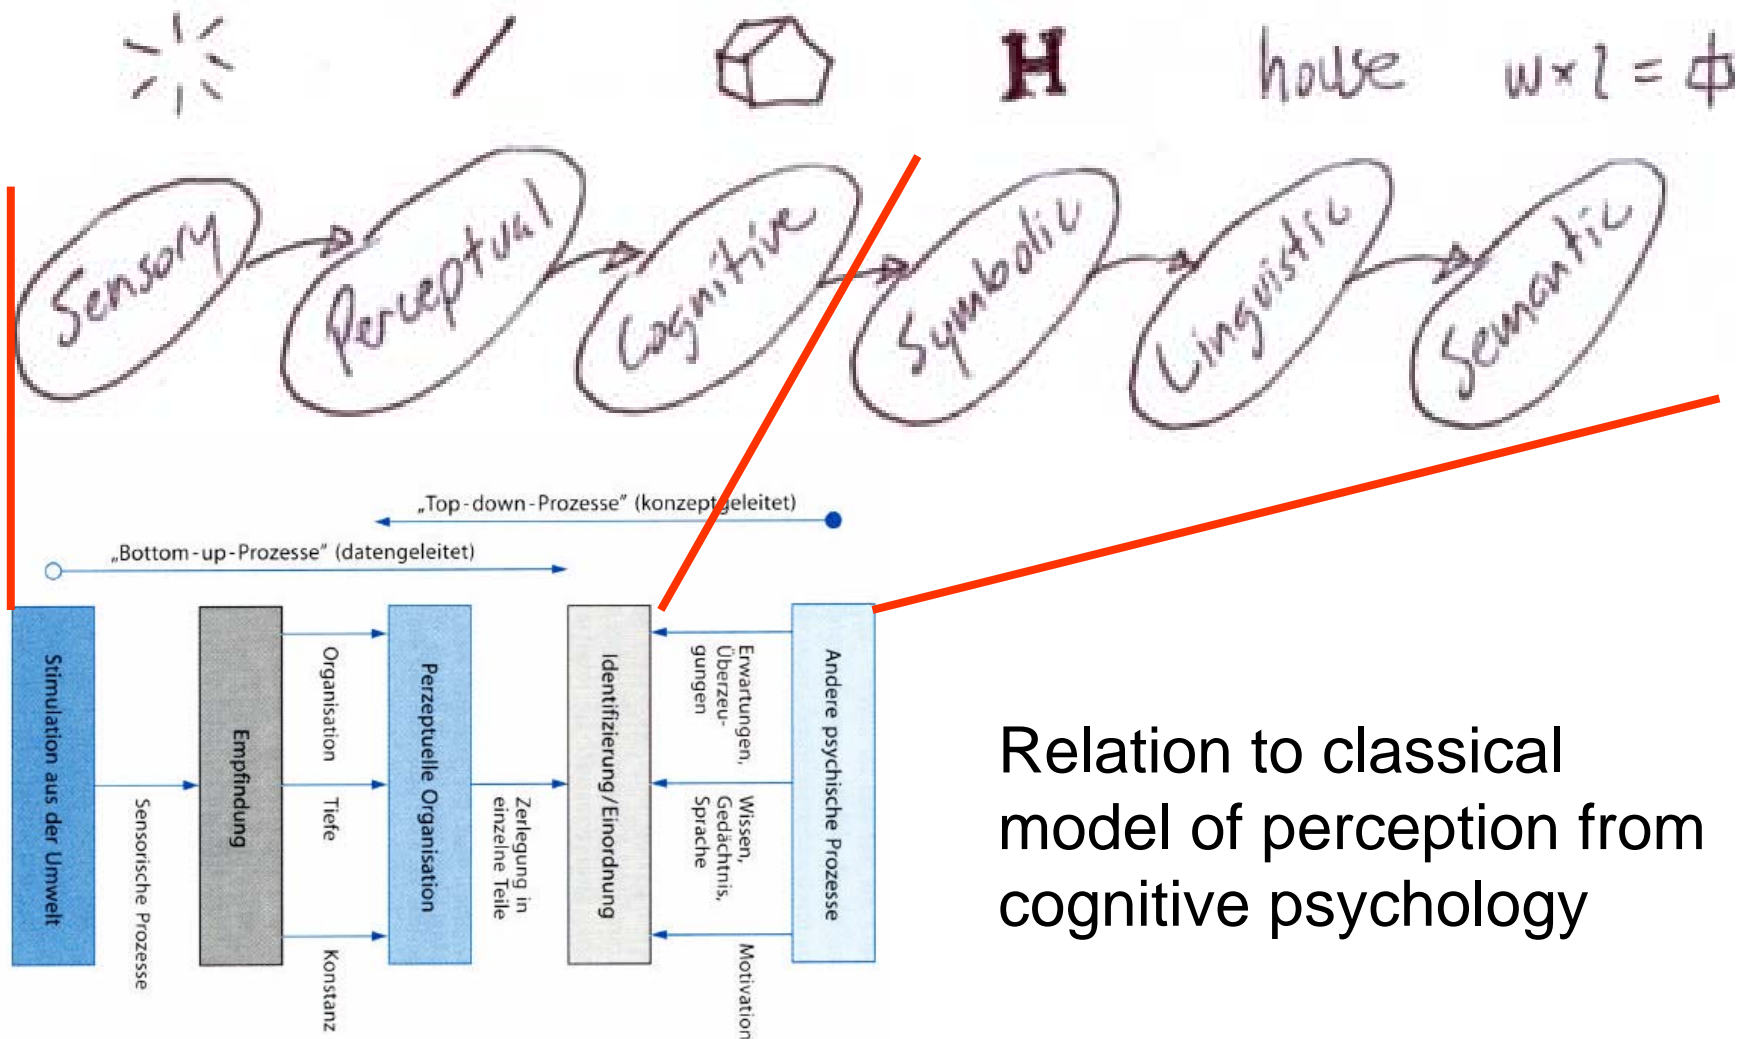 H
house
w x l = ф
Sensory
Perceptual
Cognitive
Symbolic
Linguistic
Semantic
„Top-down-Prozesse" (konzeptgeleitet)
„Bottom-up-Prozesse" (datengeleitet)
Stimulation aus der Umwelt
Sensorische Prozesse
Empfindung
Organisation
Tiefe
Konstanz
Perzeptuelle Organisation
Zerlegung in
einzelne Teile
Identifizierung/Einordnung
Erwartungen,
Überzeu-
gungen
Wissen,
Gedächtnis,
Sprache
Motivation
Andere psychische Prozesse
Relation to classical
model of perception from
cognitive psychology